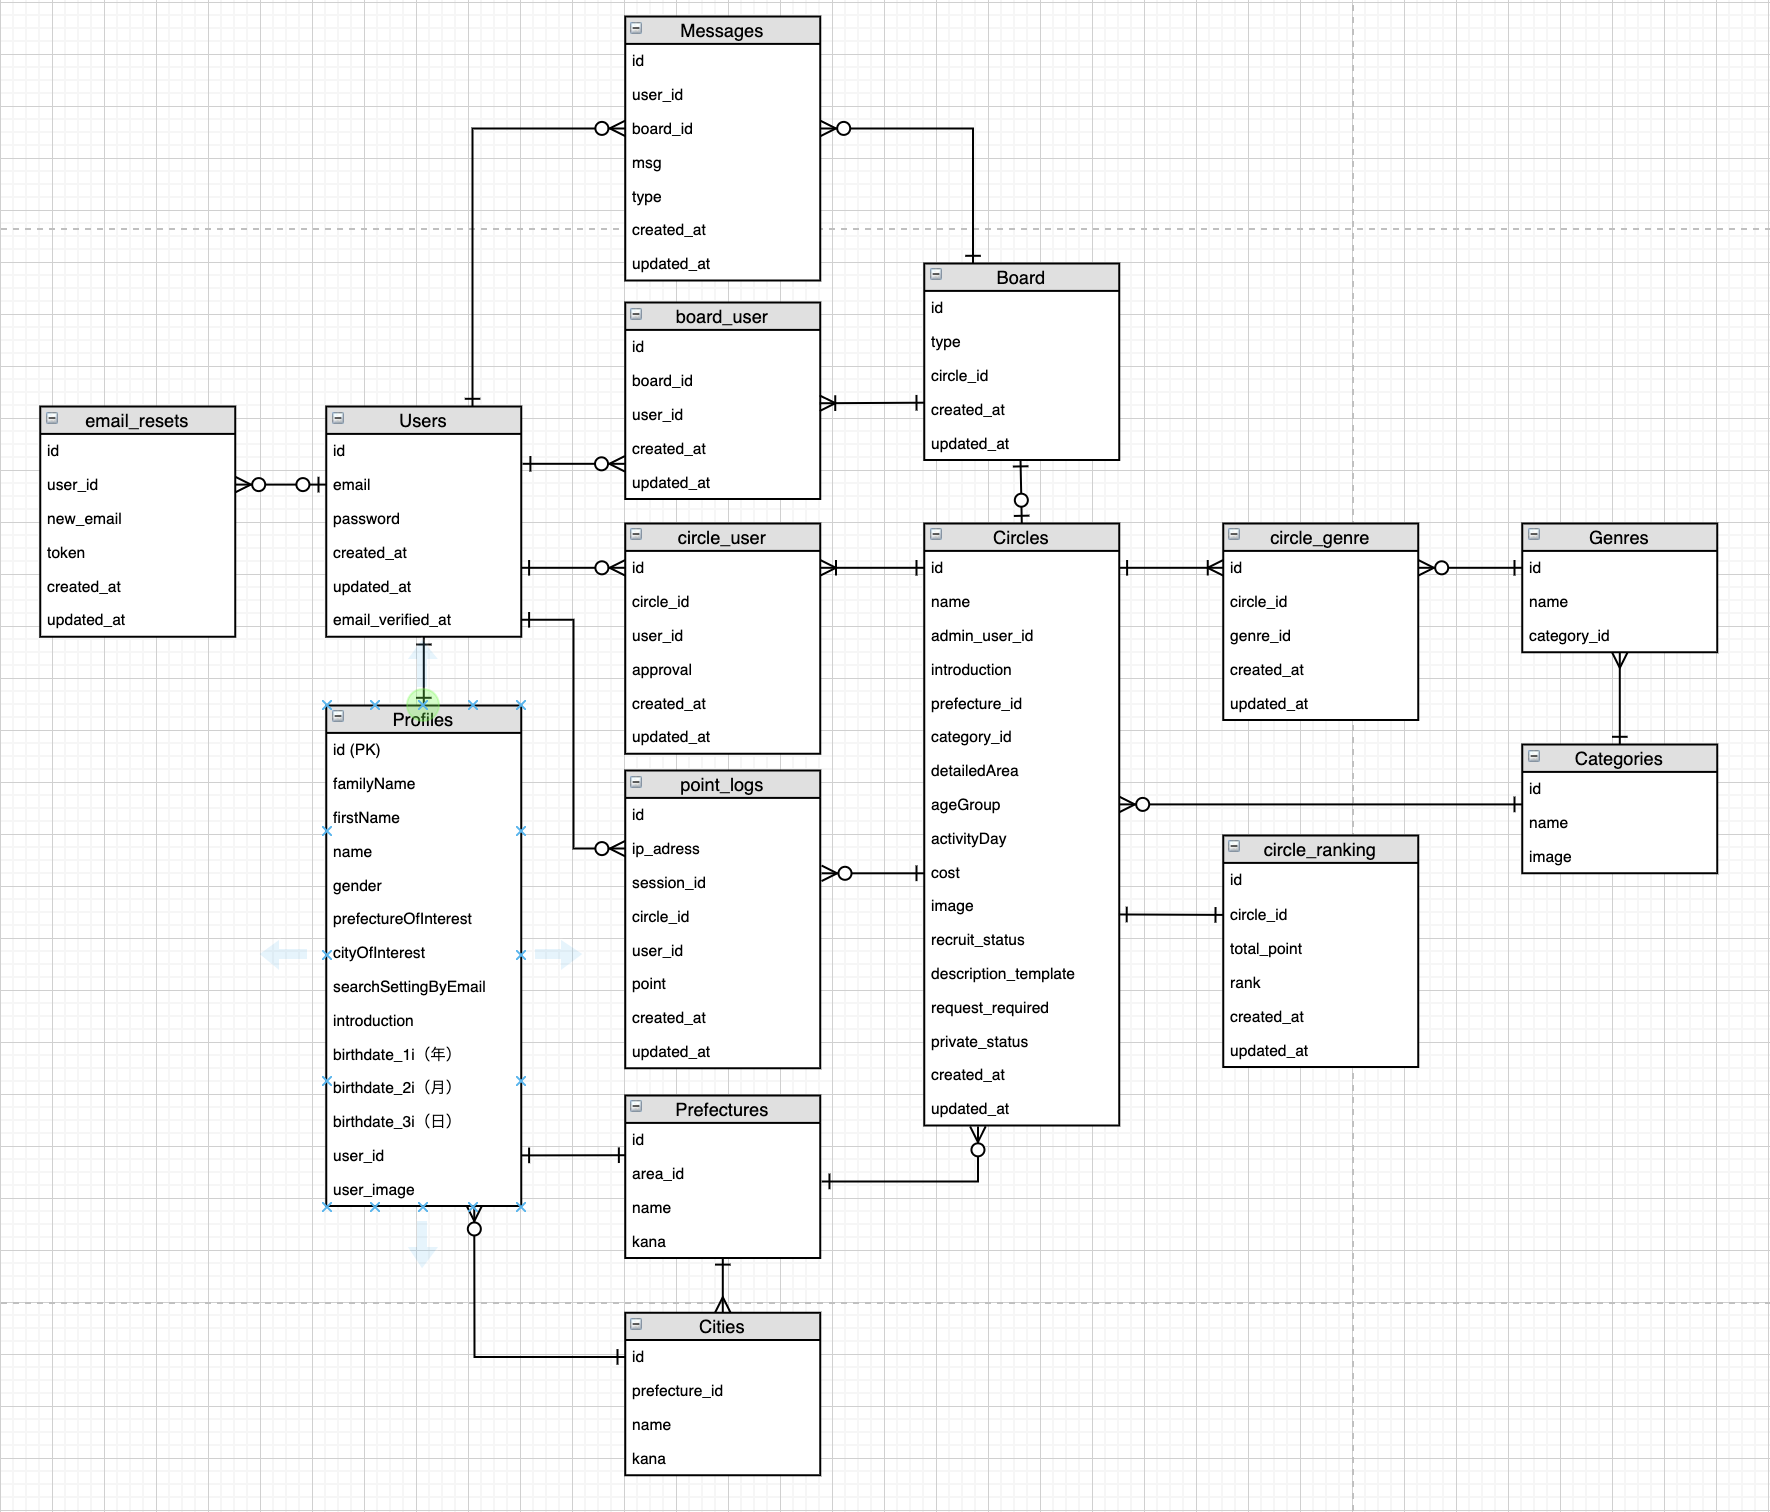 Messages
id
user_id
board_id
msg
type
created_at
updated_at
Board
id
type
circle_id
created_at
updated_at
board_user
id
board_id
user_id
created_at
updated_at
email_resets
id
user_id
new_email
token
created_at
updated_at
Users
id
email
password
created_at
updated_at
email_verified_at
circle_user
id
circle_id
user_id
approval
created_at
updated_at
Circles
id
name
admin_user_id
introduction
prefecture_id
category_id
detailedArea
ageGroup
activityDay
cost
image
recruit_status
description_template
request_required
private_status
created_at
updated_at
circle_genre
id
circle_id
genre_id
created_at
updated_at
Genres
id
name
category_id
Profiles
id (PK)
familyName
firstName
name
gender
prefectureOfInterest
cityOfInterest
searchSettingByEmail
introduction
birthdate_1i（年）
birthdate_2i（月）
birthdate_3i（日）
user_id
user_image
point_logs
id
ip_adress
session_id
circle_id
user_id
point
created_at
updated_at
Categories
id
name
image
circle_ranking
id
circle_id
total_point
rank
created_at
updated_at
Prefectures
id
area_id
name
kana
Cities
id
prefecture_id
name
kana